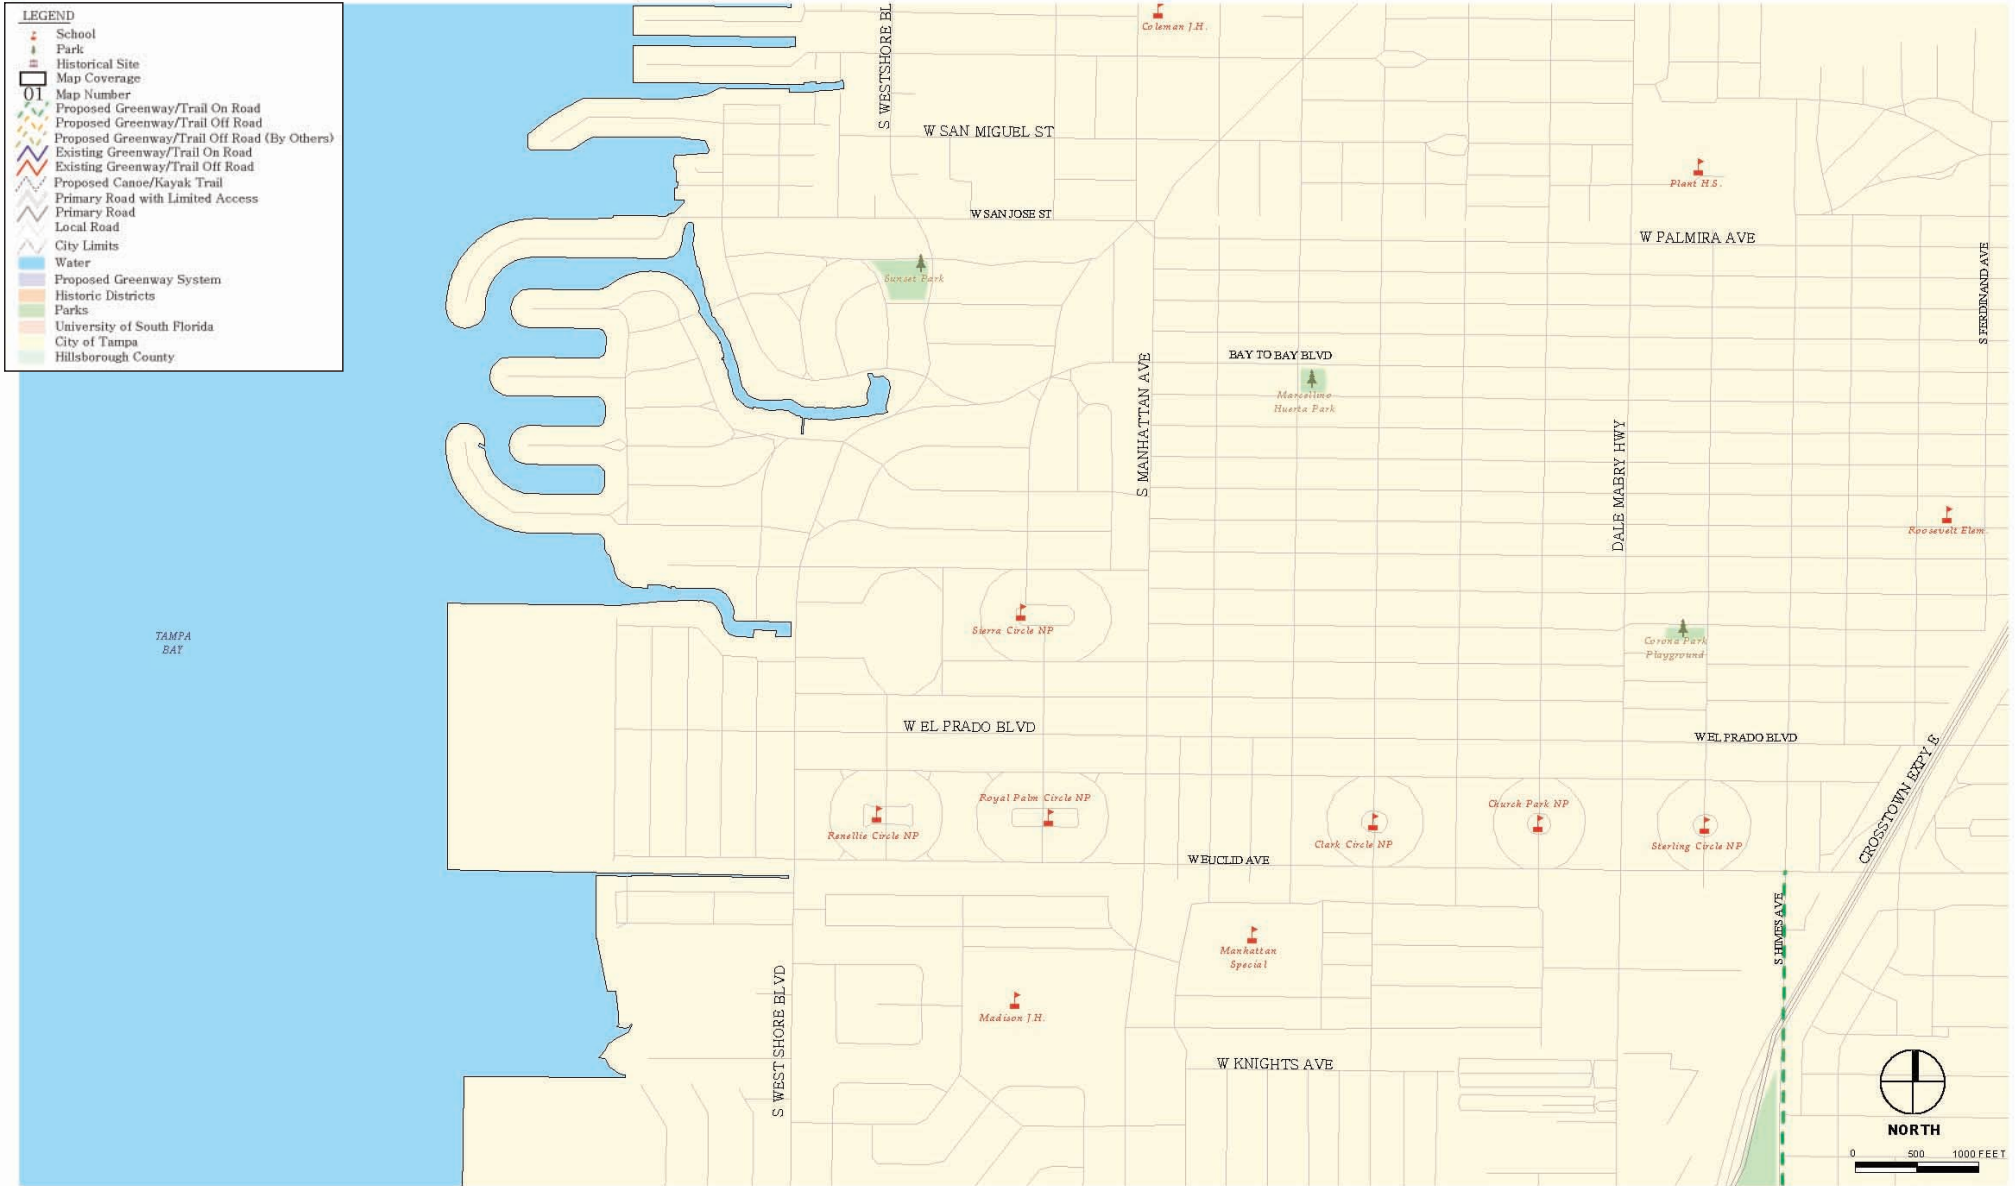 LEGEND
School
Park
Historical Site
Map Coverage
01 Map Number
Proposed Greenway/Trail On Road
Proposed Greenway/Trail Off Road
Proposed Greenway/Trail Off Road (By Others)
Existing Greenway/Trail On Road
Existing Greenway/Trail Off Road
Proposed Canoe/Kayak Trail
Primary Road with Limited Access
Primary Road
Local Road
City Limits
Water
Proposed Greenway System
Historic Districts
Parks
University of South Florida
City of Tampa
Hillsborough County
S WESTSHORE BL
Coleman J.H.
W SAN MIGUEL ST
Plant H.S.
W SAN JOSE ST
W PALMIRA AVE
S FERDINAND AVE
Sunset Park
BAY TO BAY BLVD
Marcellino
Huerta Park
S MANHATTAN AVE
DALE MABRY HWY
Roosevelt Elem.
TAMPA
BAY
Sierra Circle NP
Corona Park
Playground
W EL PRADO BLVD
W EL PRADO BLVD
CROSSTOWN EXPY E
Royal Palm Circle NP
Renellie Circle NP
Church Park NP
Clark Circle NP
Sterling Circle NP
W EUCLID AVE
S HIMES AVE
Manhattan
Special
S WEST SHORE BLVD
Madison J.H.
W KNIGHTS AVE
NORTH
0 500 1000 FEET